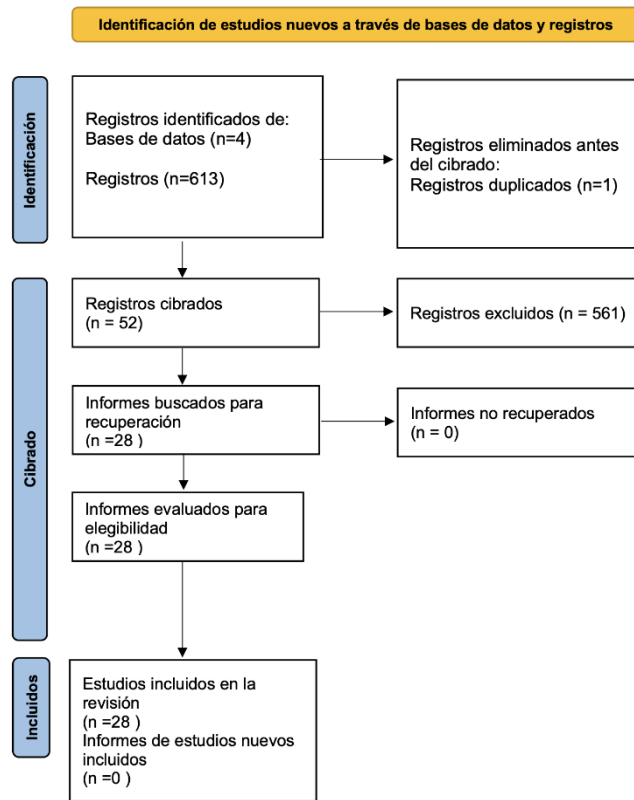 Identificación de estudios nuevos a través de bases de datos y registros
Identificación
Registros identificados de:
Bases de datos (n=4)
Registros (n=613)
Registros eliminados antes
del cibrado:
Registros duplicados (n=1)
Cibrado
Registros cibrados
(n = 52)
Registros excluidos (n = 561)
Informes buscados para
recuperación
(n =28 )
Informes no recuperados
(n = 0)
Informes evaluados para
elegibilidad
(n =28 )
Incluidos
Estudios incluidos en la
revisión
(n =28 )
Informes de estudios nuevos
incluidos
(n =0 )